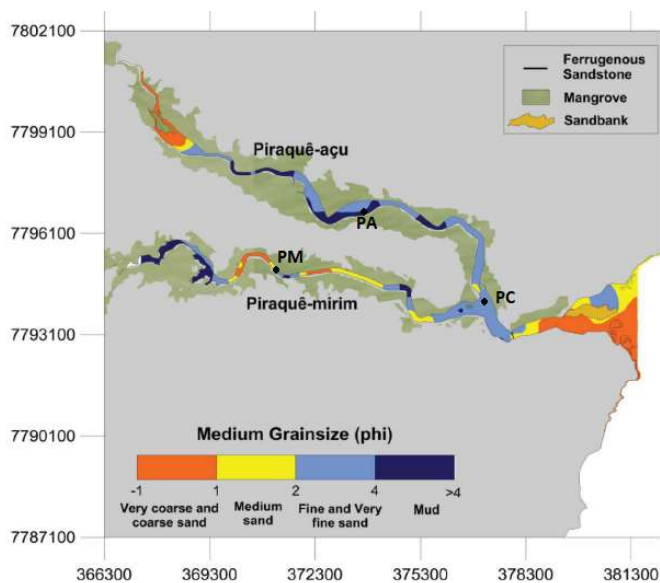 7802100
Ferrugenous
Sandstone
Mangrove
Sandbank
7799100
Piraquê-açu
7796100
PA
PM
Piraquê-mirim
PC
7793100
7790100
Medium Grainsize (phi)
-1 1 2 4 >4
Very coarse and
coarse sand
Medium
sand
Fine and Very
fine sand
Mud
7787100
366300 369300 372300 375300 378300 381300